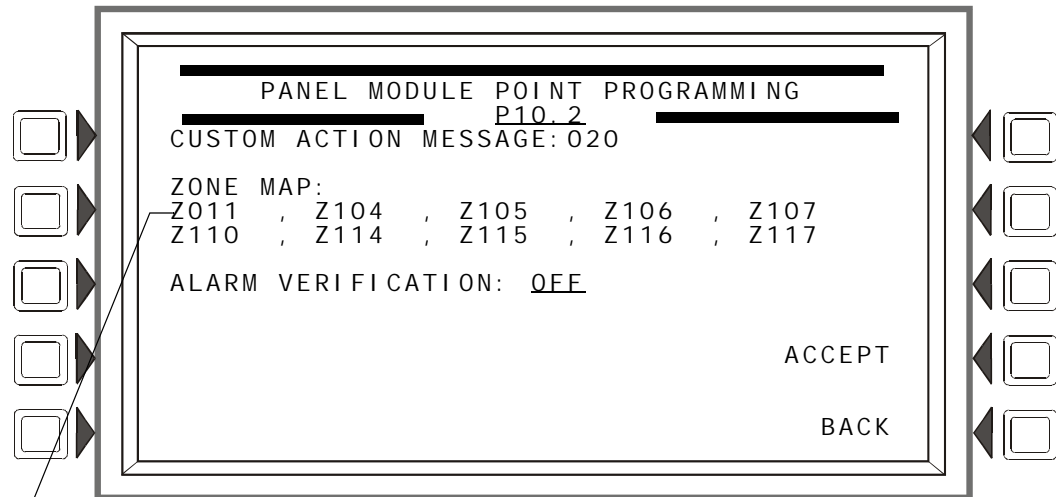 PANEL MODULE POINT PROGRAMMING
P10.2
CUSTOM ACTION MESSAGE:020
ZONE MAP:
Z011 , Z104 , Z105 , Z106 , Z107
Z110 , Z114 , Z115 , Z116 , Z117
ALARM VERIFICATION: OFF
ACCEPT
BACK